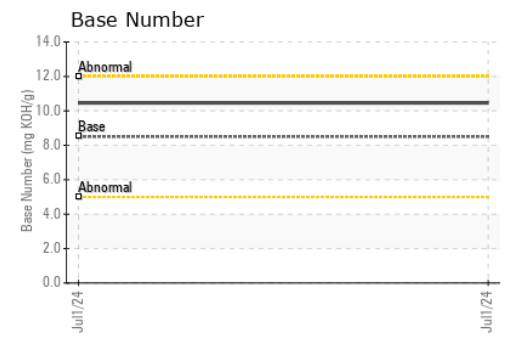 Base Number
Base Number (mg KOH/g)
14.0
12.0
10.0
8.0
6.0
4.0
2.0
0.0
Abnormal
Base
Abnormal
Jul1/24
Jul1/24